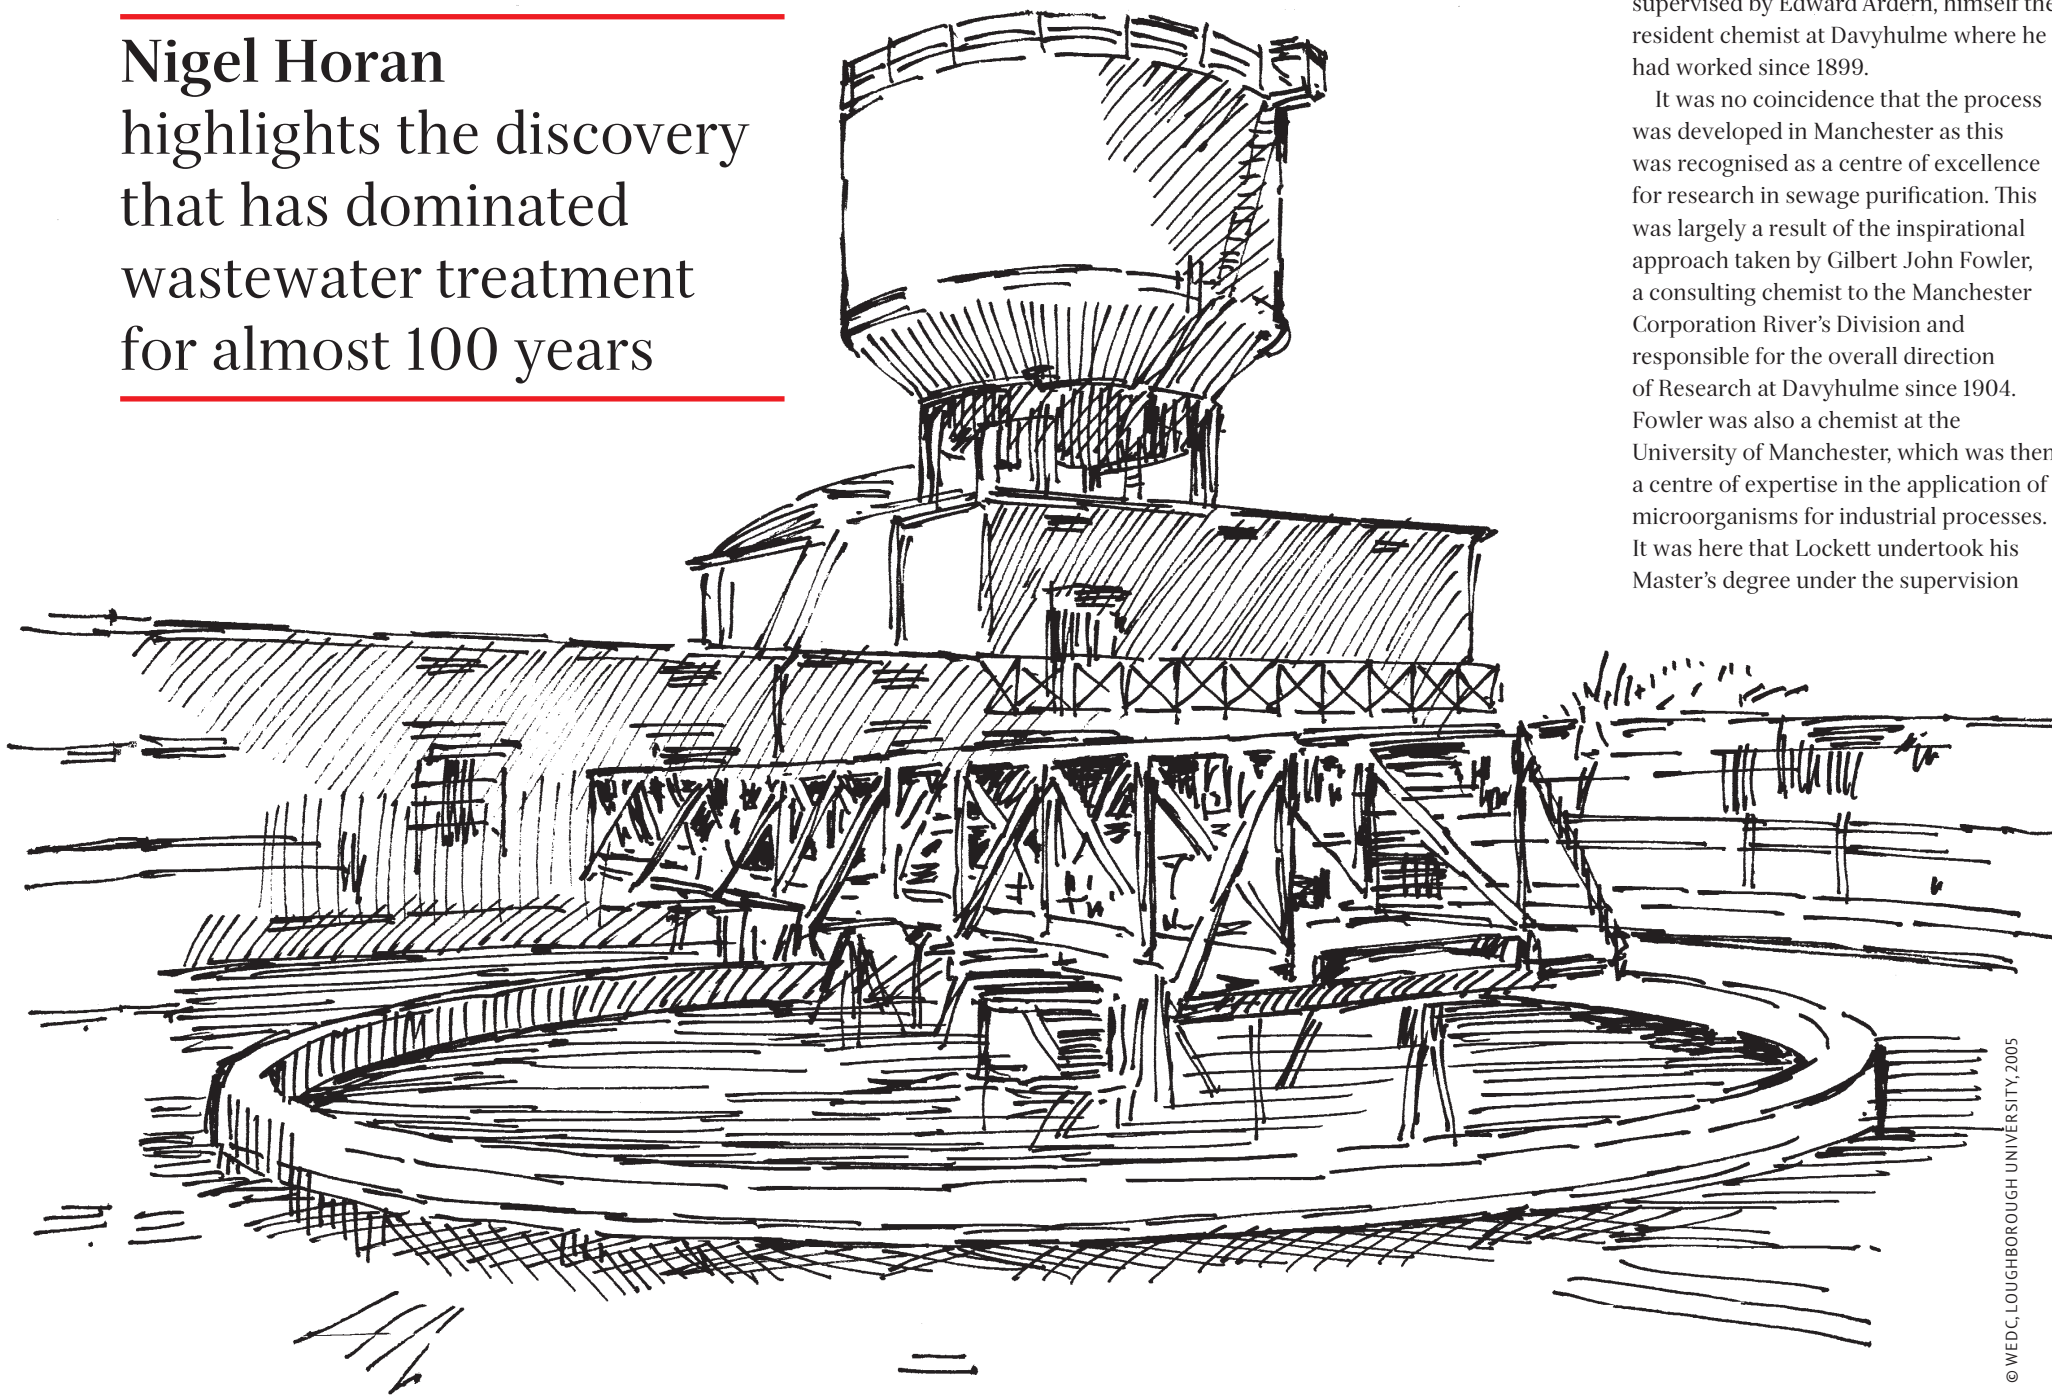 Nigel Horan
highlights the discovery
that has dominated
wastewater treatment
for almost 100 years
supervised by Edward Ardern, himself the
resident chemist at Davyhulme where he
had worked since 1899.
It was no coincidence that the process
was developed in Manchester as this
was recognised as a centre of excellence
for research in sewage purification. This
was largely a result of the inspirational
approach taken by Gilbert John Fowler,
a consulting chemist to the Manchester
Corporation River’s Division and
responsible for the overall direction
of Research at Davyhulme since 1904.
Fowler was also a chemist at the
University of Manchester, which was then
a centre of expertise in the application of
microorganisms for industrial processes.
It was here that Lockett undertook his
Master’s degree under the supervision
© WEDC, LOUGHBOROUGH UNIVERSITY, 2005